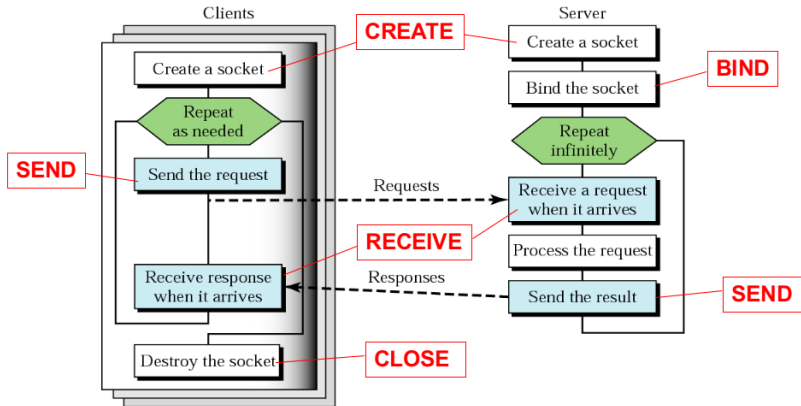 Clients
Server
CREATE
Create a socket
Create a socket
BIND
Bind the socket
Repeat
as needed
Repeat
infinitely
SEND
Send the request
Requests
Receive a request
when it arrives
RECEIVE
Process the request
Receive response
when it arrives
Responses
Send the result
SEND
Destroy the socket
CLOSE